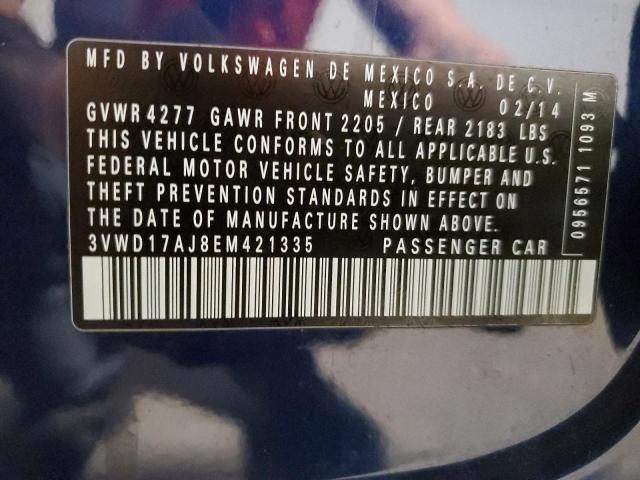 MFD BY VOLKSWAGEN DE MEXICO S.A. DE C.V.
MEXICO 02/14
GVWR 4277 GAWR FRONT 2205 / REAR 2183 LBS
THIS VEHICLE CONFORMS TO ALL APPLICABLE U.S.
FEDERAL MOTOR VEHICLE SAFETY, BUMPER AND
THEFT PREVENTION STANDARDS IN EFFECT ON
THE DATE OF MANUFACTURE SHOWN ABOVE.
3VWD17AJ8EM421335 PASSENGER CAR
0956571 1093 M